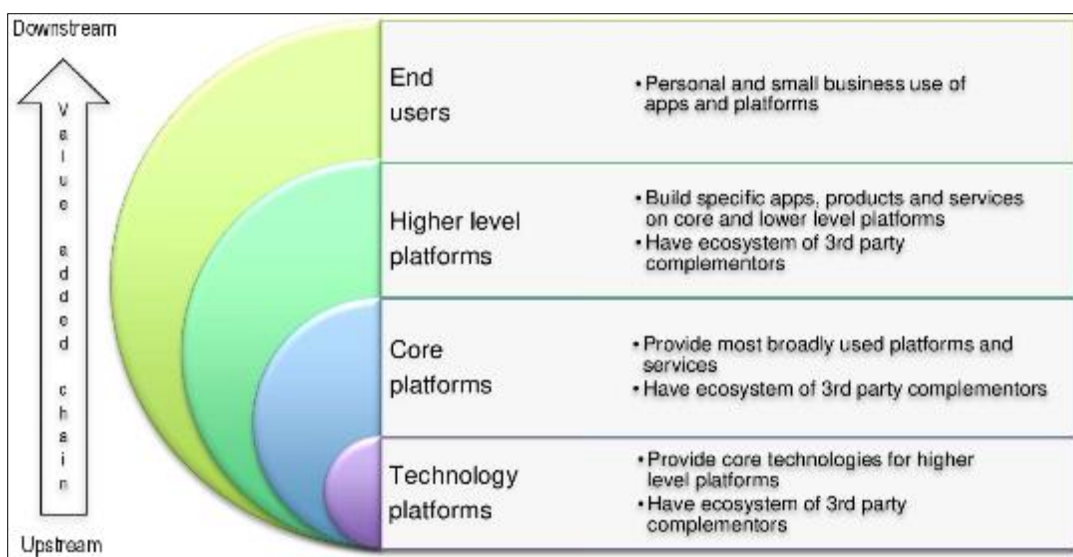 Downstream
Value added chain
Upstream
End
users
• Personal and small business use of
apps and platforms
Higher level
platforms
• Build specific apps, products and services
on core and lower level platforms
• Have ecosystem of 3rd party
complementors
Core
platforms
• Provide most broadly used platforms and
services
• Have ecosystem of 3rd party complementors
Technology
platforms
• Provide core technologies for higher
level platforms
• Have ecosystem of 3rd party
complementors